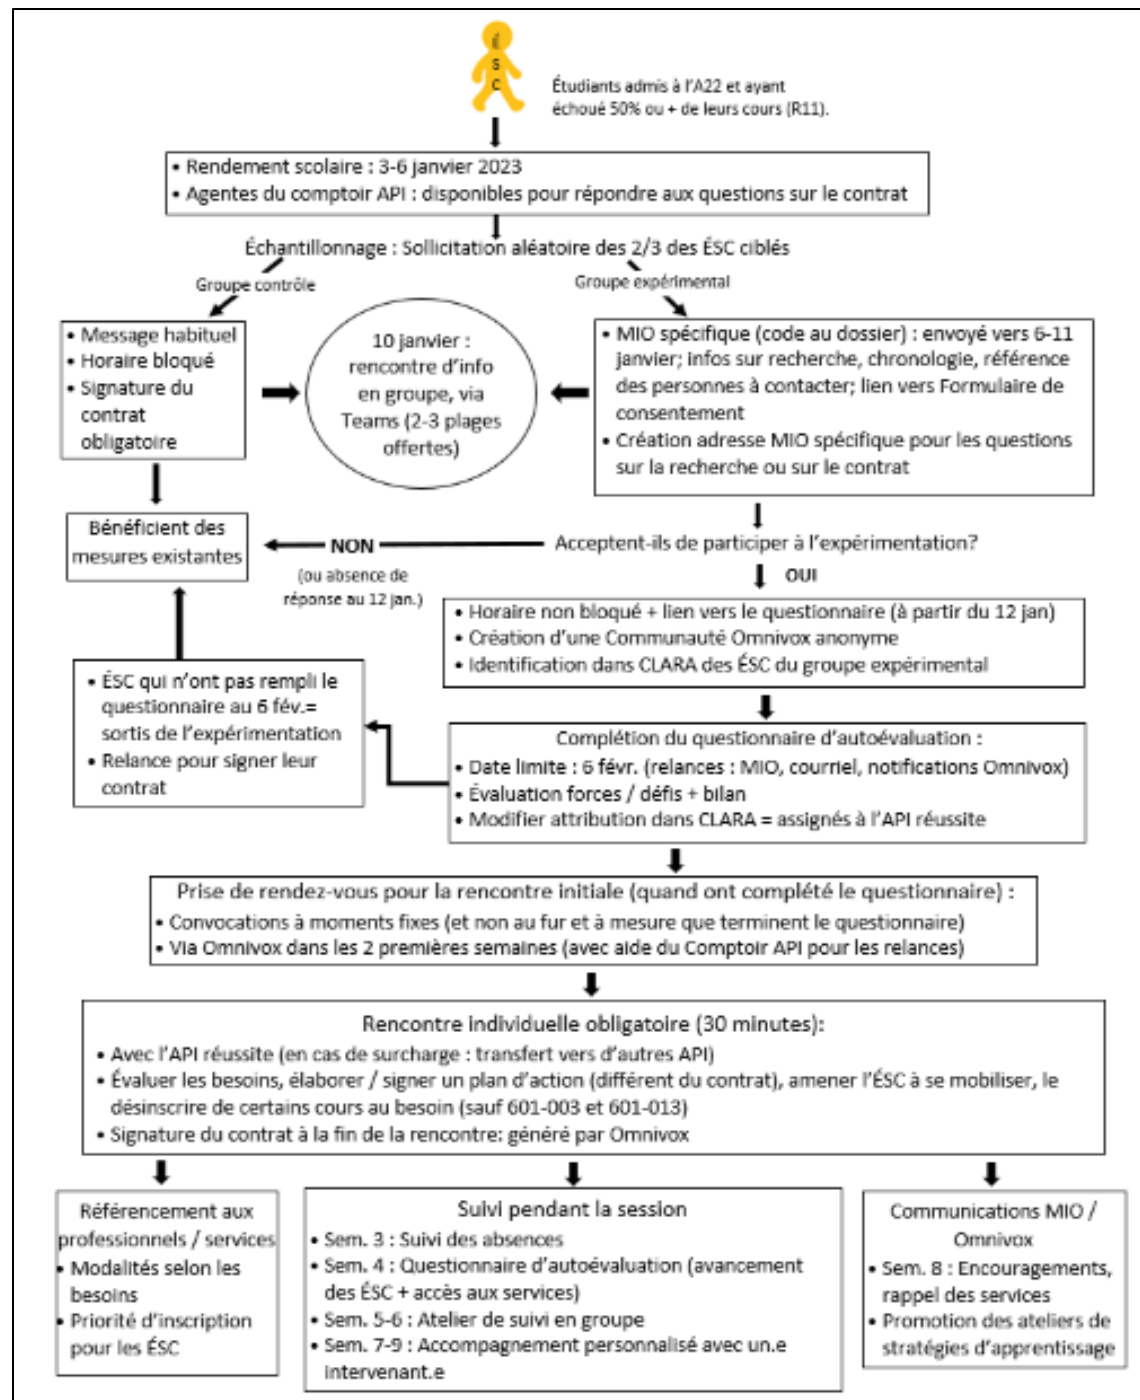 É
S
C
Étudiants admis à l'A22 et ayant
échoué 50% ou + de leurs cours (R11).
• Rendement scolaire : 3-6 janvier 2023
• Agentes du comptoir API : disponibles pour répondre aux questions sur le contrat
Échantillonnage : Sollicitation aléatoire des 2/3 des ÉSC ciblés
Groupe contrôle
Groupe expérimental
• Message habituel
• Horaire bloqué
• Signature du
contrat
obligatoire
10 janvier :
rencontre d'info
en groupe, via
Teams (2-3 plages
offertes)
• MIO spécifique (code au dossier) : envoyé vers 6-11
janvier; infos sur recherche, chronologie, référence
des personnes à contacter; lien vers Formulaire de
consentement
• Création adresse MIO spécifique pour les questions
sur la recherche ou sur le contrat
Bénéficient des
mesures existantes
NON
(ou absence de
réponse au 12 jan.)
Acceptent-ils de participer à l'expérimentation?
OUI
• Horaire non bloqué + lien vers le questionnaire (à partir du 12 jan)
• Création d'une Communauté Omnivox anonyme
• Identification dans CLARA des ÉSC du groupe expérimental
• ÉSC qui n'ont pas rempli le
questionnaire au 6 fév.=
sortis de l'expérimentation
• Relance pour signer leur
contrat
Complétion du questionnaire d'autoévaluation :
• Date limite : 6 févr. (relances : MIO, courriel, notifications Omnivox)
• Évaluation forces / défis + bilan
• Modifier attribution dans CLARA = assignés à l'API réussite
Prise de rendez-vous pour la rencontre initiale (quand ont complété le questionnaire) :
• Convocations à moments fixes (et non au fur et à mesure que terminent le questionnaire)
• Via Omnivox dans les 2 premières semaines (avec aide du Comptoir API pour les relances)
Rencontre individuelle obligatoire (30 minutes):
• Avec l'API réussite (en cas de surcharge : transfert vers d'autres API)
• Évaluer les besoins, élaborer / signer un plan d'action (différent du contrat), amener l'ÉSC à se mobiliser, le
désinscrire de certains cours au besoin (sauf 601-003 et 601-013)
• Signature du contrat à la fin de la rencontre: généré par Omnivox
Référencement aux
professionnels / services
• Modalités selon les
besoins
• Priorité d'inscription
pour les ÉSC
Suivi pendant la session
• Sem. 3 : Suivi des absences
• Sem. 4 : Questionnaire d'autoévaluation (avancement
des ÉSC + accès aux services)
• Sem. 5-6 : Atelier de suivi en groupe
• Sem. 7-9 : Accompagnement personnalisé avec un.e
intervenant.e
Communications MIO /
Omnivox
• Sem. 8 : Encouragements,
rappel des services
• Promotion des ateliers de
stratégies d'apprentissage